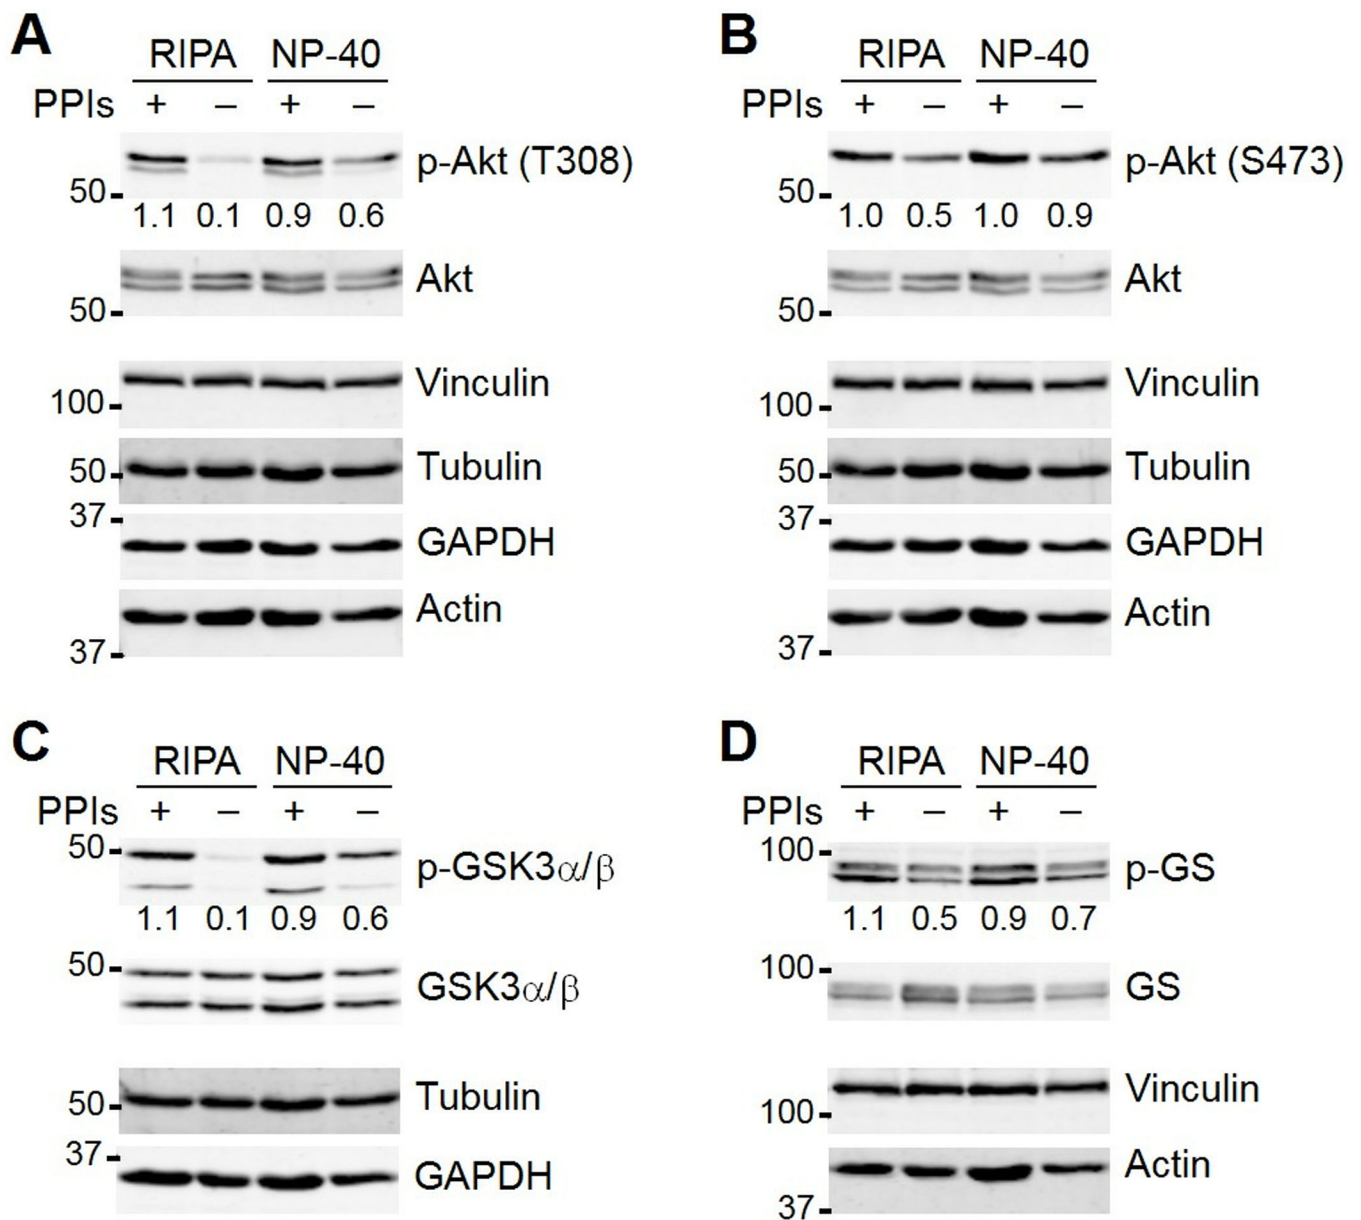 A
RIPA NP-40
PPIs + – + –
p-Akt (T308)
50
1.1 0.1 0.9 0.6
Akt
50
Vinculin
100
Tubulin
50
37
GAPDH
Actin
37
B
RIPA NP-40
PPIs + – + –
p-Akt (S473)
50
1.0 0.5 1.0 0.9
Akt
50
Vinculin
100
Tubulin
50
37
GAPDH
Actin
37
C
RIPA NP-40
PPIs + – + –
50
p-GSK3α/β
1.1 0.1 0.9 0.6
50
GSK3α/β
Tubulin
50
37
GAPDH
D
RIPA NP-40
PPIs + – + –
100
p-GS
1.1 0.5 0.9 0.7
100
GS
Vinculin
100
Actin
37